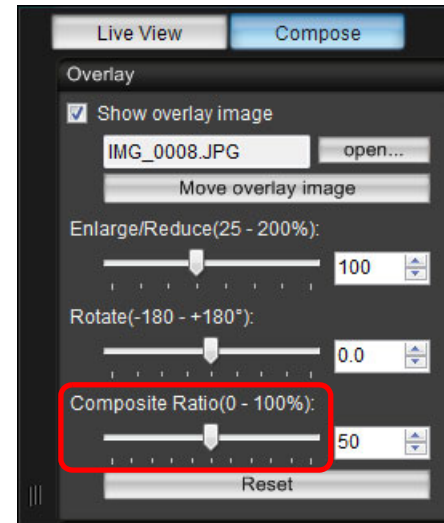 Live View Compose
Overlay
Show overlay image
IMG_0008.JPG open...
Move overlay image
Enlarge/Reduce(25 - 200%):
100
Rotate(-180 - +180°):
0.0
Composite Ratio(0 - 100%):
50
Reset